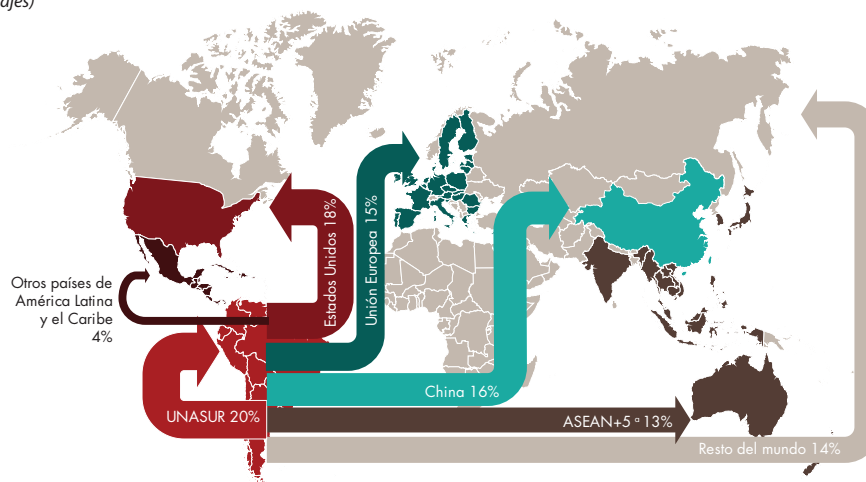 ajes)
Estados Unidos 18%
Unión Europea 15%
Otros países de
América Latina
y el Caribe
4%
China 16%
UNASUR 20%
ASEAN+5 ª 13%
Resto del mundo 14%